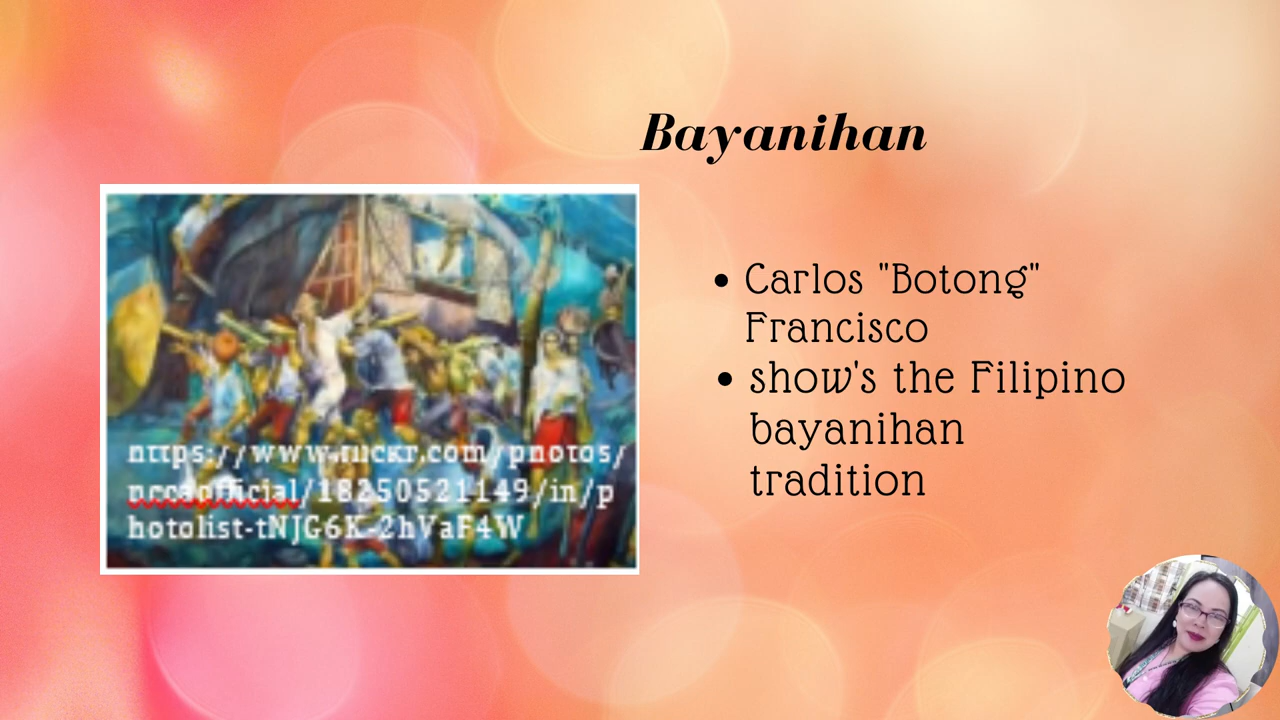 Bayanihan
• Carlos "Botong"
Francisco
• show's the Filipino
bayanihan
tradition
https://www.flickr.com/photos/
/18250521149/in/p
hotolist-tNJG6K-2hVaF4W